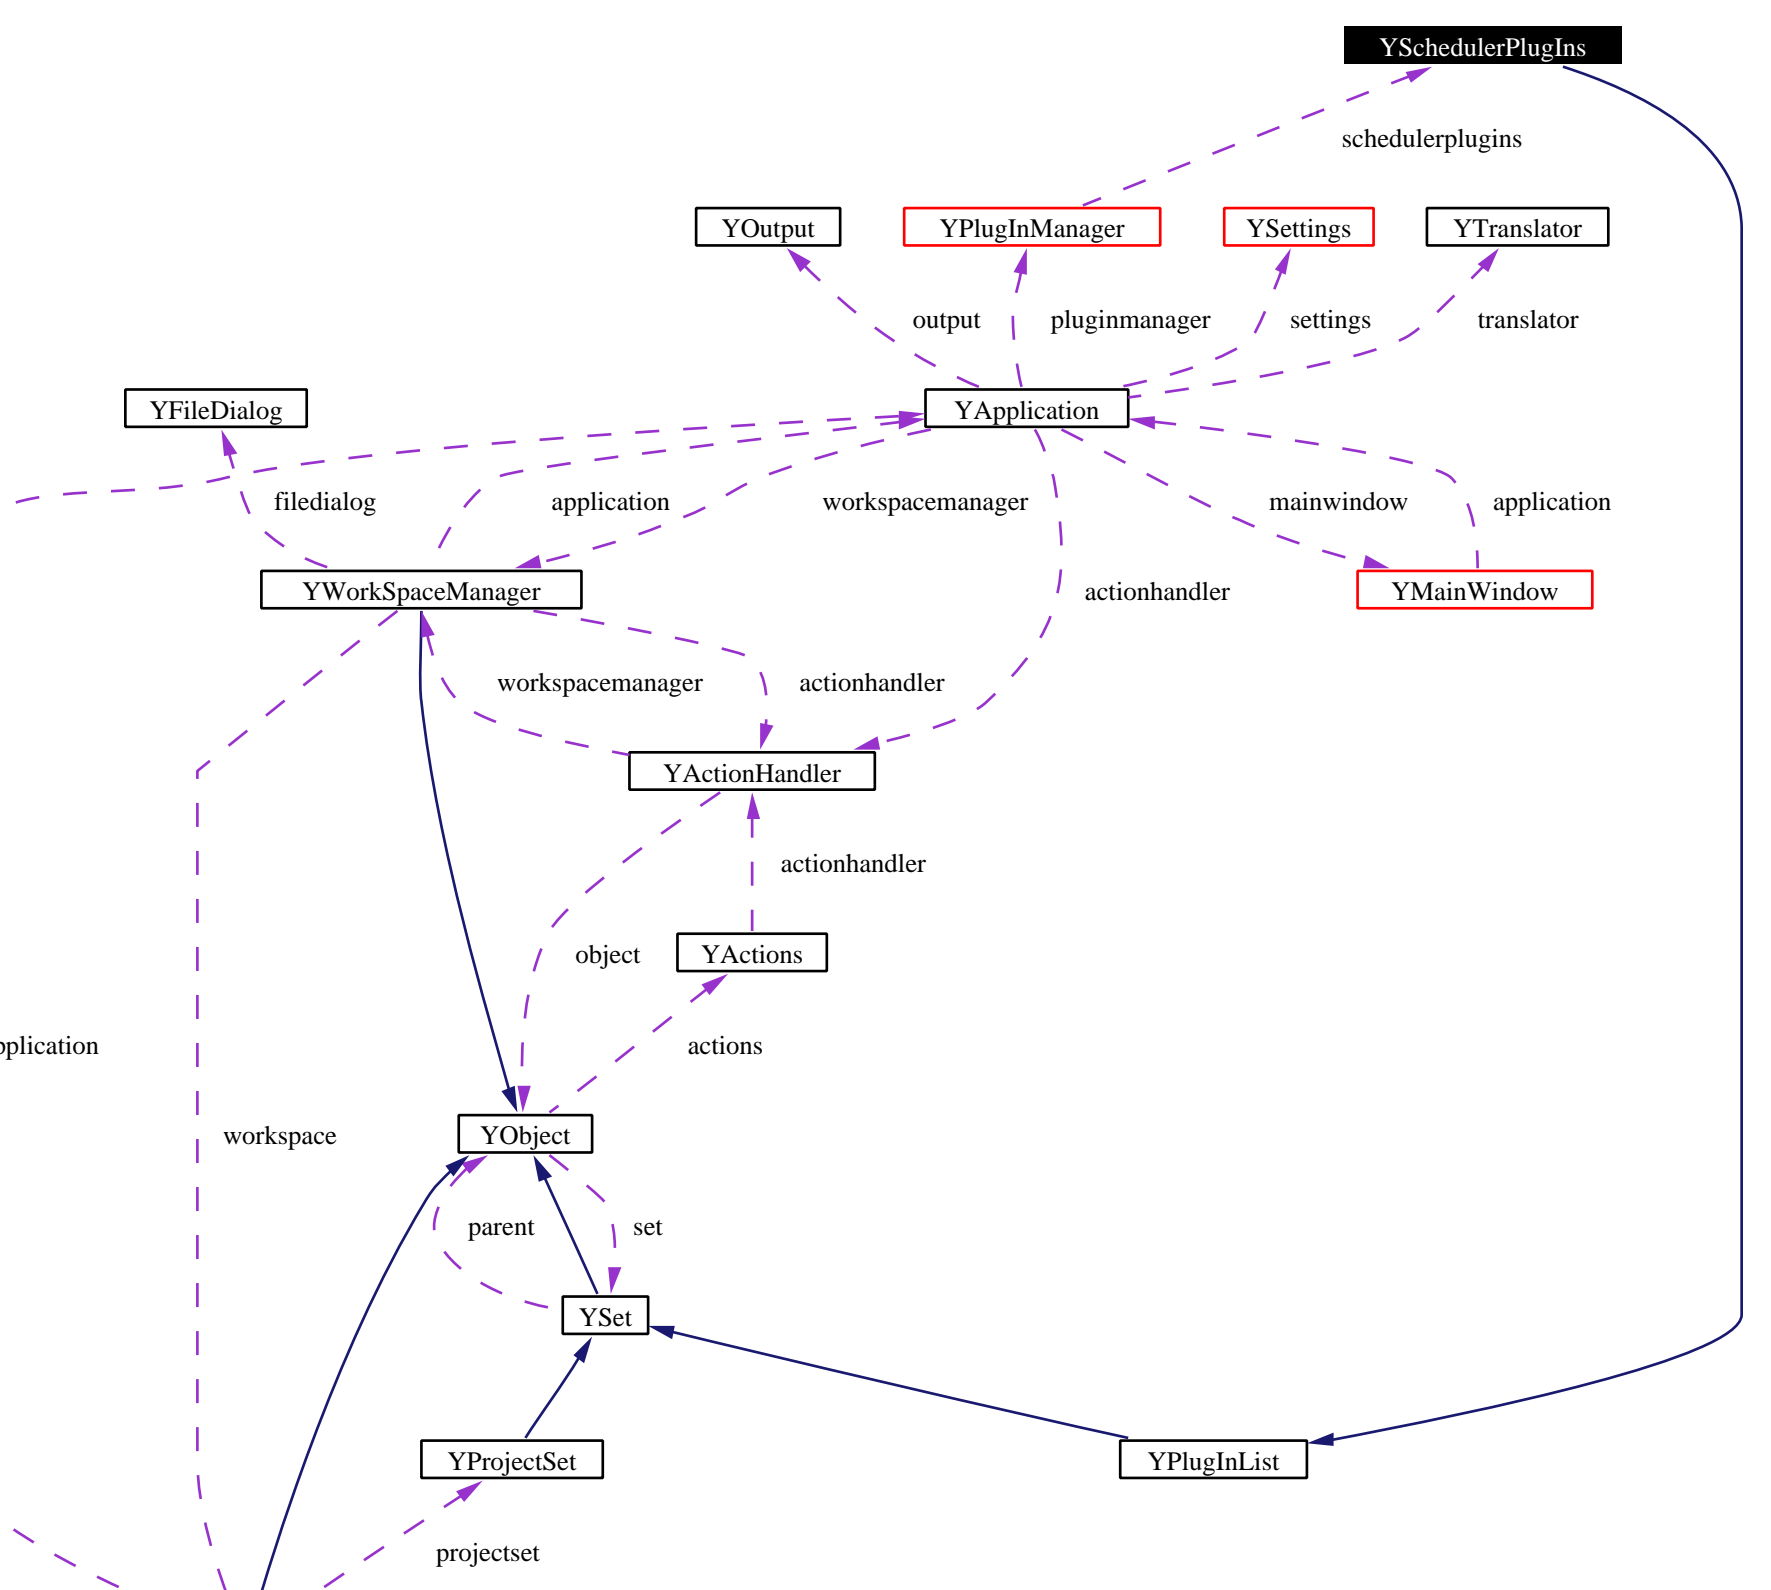 YSchedulerPlugIns
schedulerplugins
YOutput
YPlugInManager
YSettings
YTranslator
output
pluginmanager
settings
translator
YFileDialog
YApplication
filedialog
application
workspacemanager
mainwindow
application
YWorkSpaceManager
actionhandler
YMainWindow
workspacemanager
actionhandler
YActionHandler
actionhandler
object
YActions
pplication
actions
YObject
workspace
parent
set
YSet
YProjectSet
YPlugInList
projectset